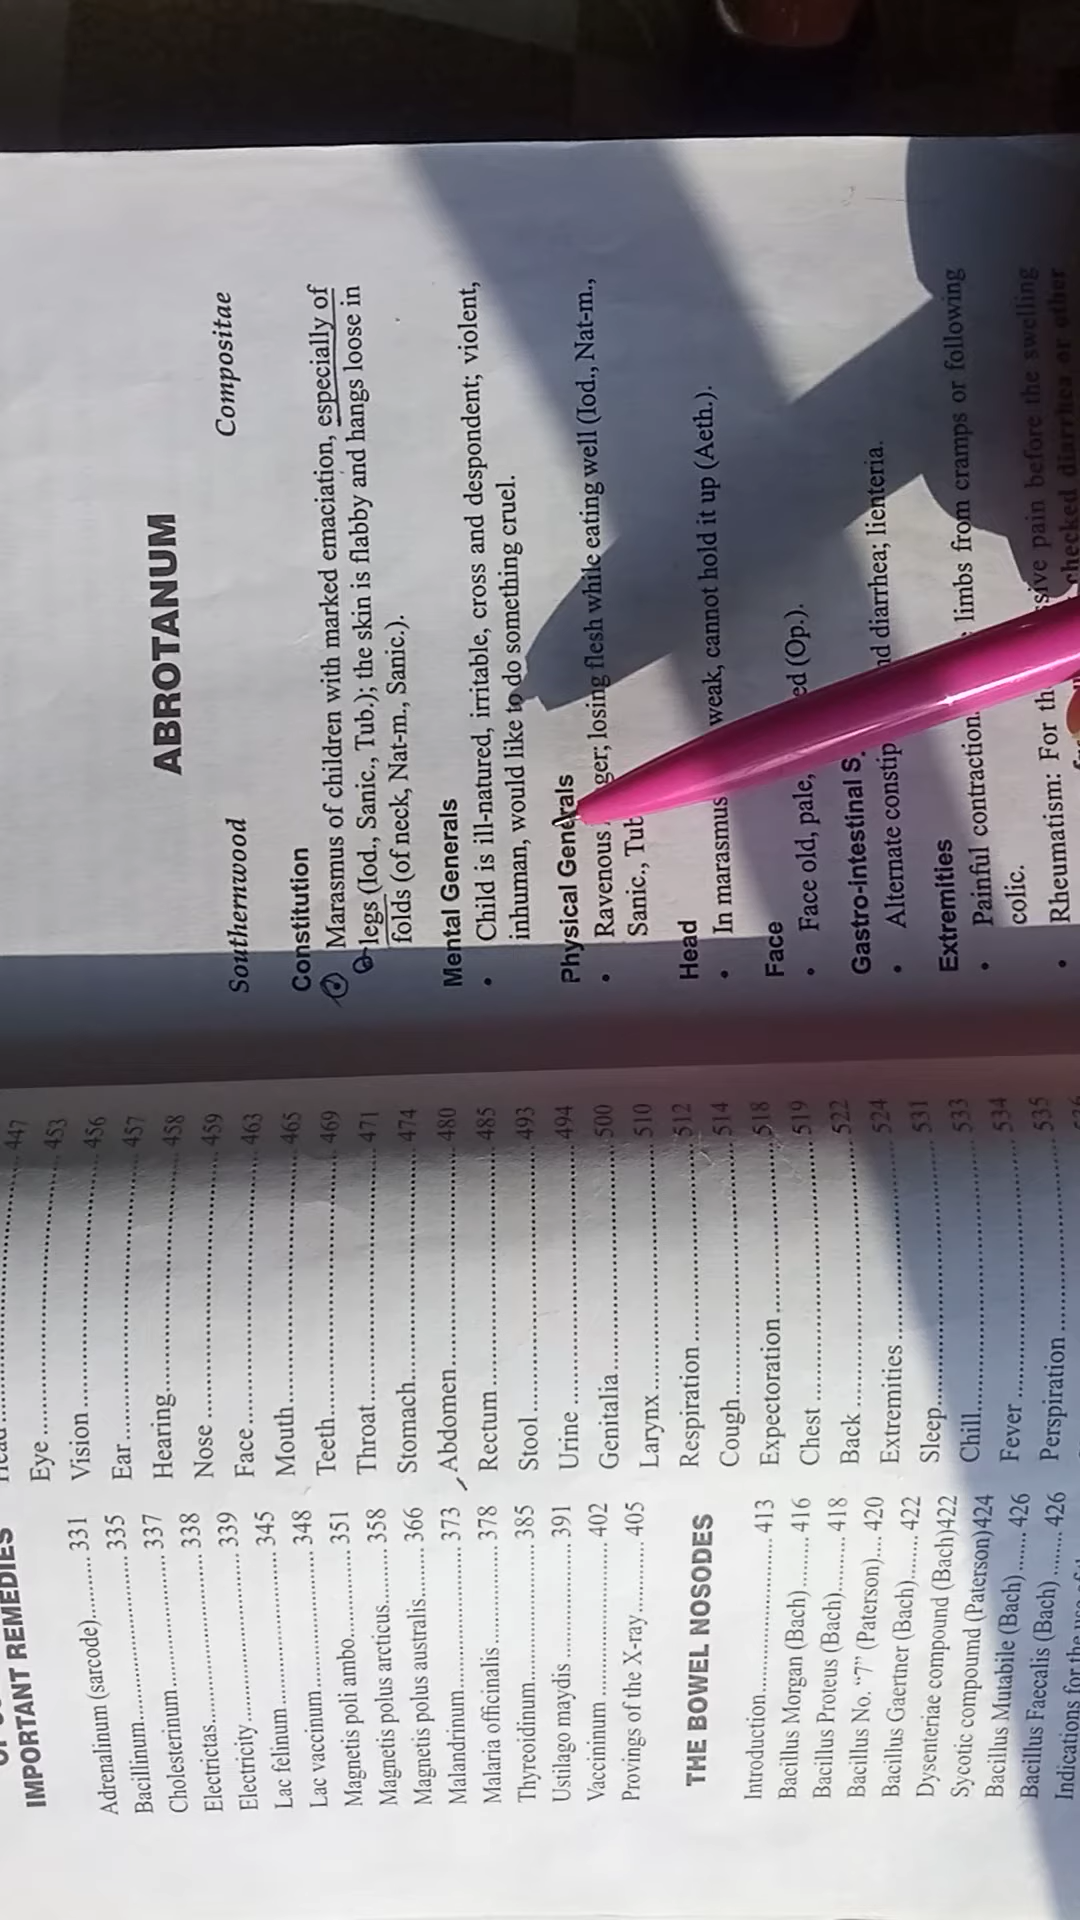 IMPORTANT REMEDIES
Adrenalinum (sarcode)......... 331
Bacillinum.............................. 335
Cholesterinum....................... 337
Electrictas.............................. 338
Electricity............................... 339
Lac felinum............................ 345
Lac vaccinum......................... 348
Magnetis poli ambo............... 351
Magnetis polus arcticus......... 358
Magnetis polus australis........ 366
Malandrinum......................... 373
Malaria officinalis................. 378
Thyreoidinum........................ 385
Ustilago maydis .................... 391
Vaccininum ........................... 402
Provings of the X-ray............ 405
THE BOWEL NOSODES
Introduction........................... 413
Bacillus Morgan (Bach)......... 416
Bacillus Proteus (Bach)......... 418
Bacillus No. “7” (Paterson)... 420
Bacillus Gaertner (Bach)....... 422
Dysenteriae compound (Bach)422
Sycotic compound (Paterson)424
Bacillus Mutabile (Bach)....... 426
Bacillus Faecalis (Bach) ....... 426
Indications for the
447
Eye ........................................ 453
Vision .................................... 456
Ear ......................................... 457
Hearing.................................. 458
Nose ...................................... 459
Face ....................................... 463
Mouth.................................... 465
Teeth...................................... 469
Throat.................................... 471
Stomach................................. 474
Abdomen............................... 480
Rectum .................................. 485
Stool ...................................... 493
Urine ..................................... 494
Genitalia ................................ 500
Larynx ................................... 510
Respiration ............................ 512
Cough .................................... 514
Expectoration ........................ 518
Chest ..................................... 519
Back ...................................... 522
Extremities ............................ 524
Sleep...................................... 531
Chill....................................... 533
Fever ..................................... 534
Perspiration ........................... 535
ABROTANUM
Southernwood Compositae
Constitution
Marasmus of children with marked emaciation, especially of
legs (Iod., Sanic., Tub.); the skin is flabby and hangs loose in
folds (of neck, Nat-m., Sanic.).
Mental Generals
• Child is ill-natured, irritable, cross and despondent; violent,
inhuman, would like to do something cruel.
Physical Generals
• Ravenous ger; losing flesh while eating well (Iod., Nat-m.,
Sanic., Tub
Head
• In marasmus weak, cannot hold it up (Aeth.).
Face
• Face old, pale, ed (Op.).
Gastro-intestinal S
• Alternate constip nd diarrhea; lienteria.
Extremities
• Painful contraction limbs from cramps or following
colic.
• Rheumatism: For th ssive pain before the swelling
checked diarrhea or other